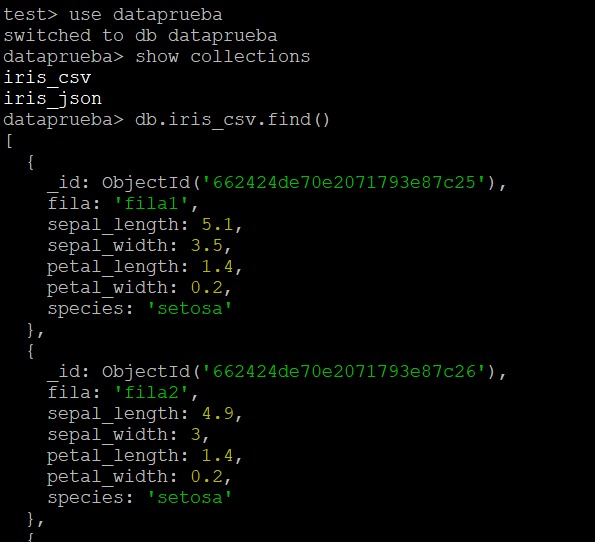 test> use dataprueba
switched to db dataprueba
dataprueba> show collections
iris_csv
iris_json
dataprueba> db.iris_csv.find()
[
  {
    _id: ObjectId('662424de70e2071793e87c25'),
    fila: 'fila1',
    sepal_length: 5.1,
    sepal_width: 3.5,
    petal_length: 1.4,
    petal_width: 0.2,
    species: 'setosa'
  },
  {
    _id: ObjectId('662424de70e2071793e87c26'),
    fila: 'fila2',
    sepal_length: 4.9,
    sepal_width: 3,
    petal_length: 1.4,
    petal_width: 0.2,
    species: 'setosa'
  },
  {